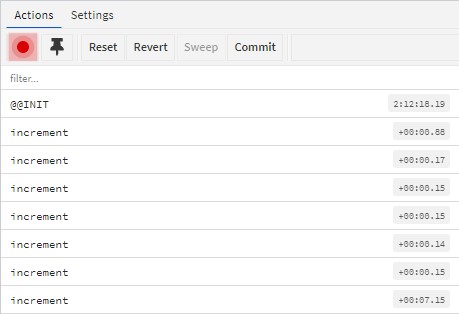 Actions Settings
Reset Revert Sweep Commit
filter...
@@INIT 2:12:18.19
increment +00:00.88
increment +00:00.17
increment +00:00.15
increment +00:00.15
increment +00:00.14
increment +00:00.15
increment +00:07.15